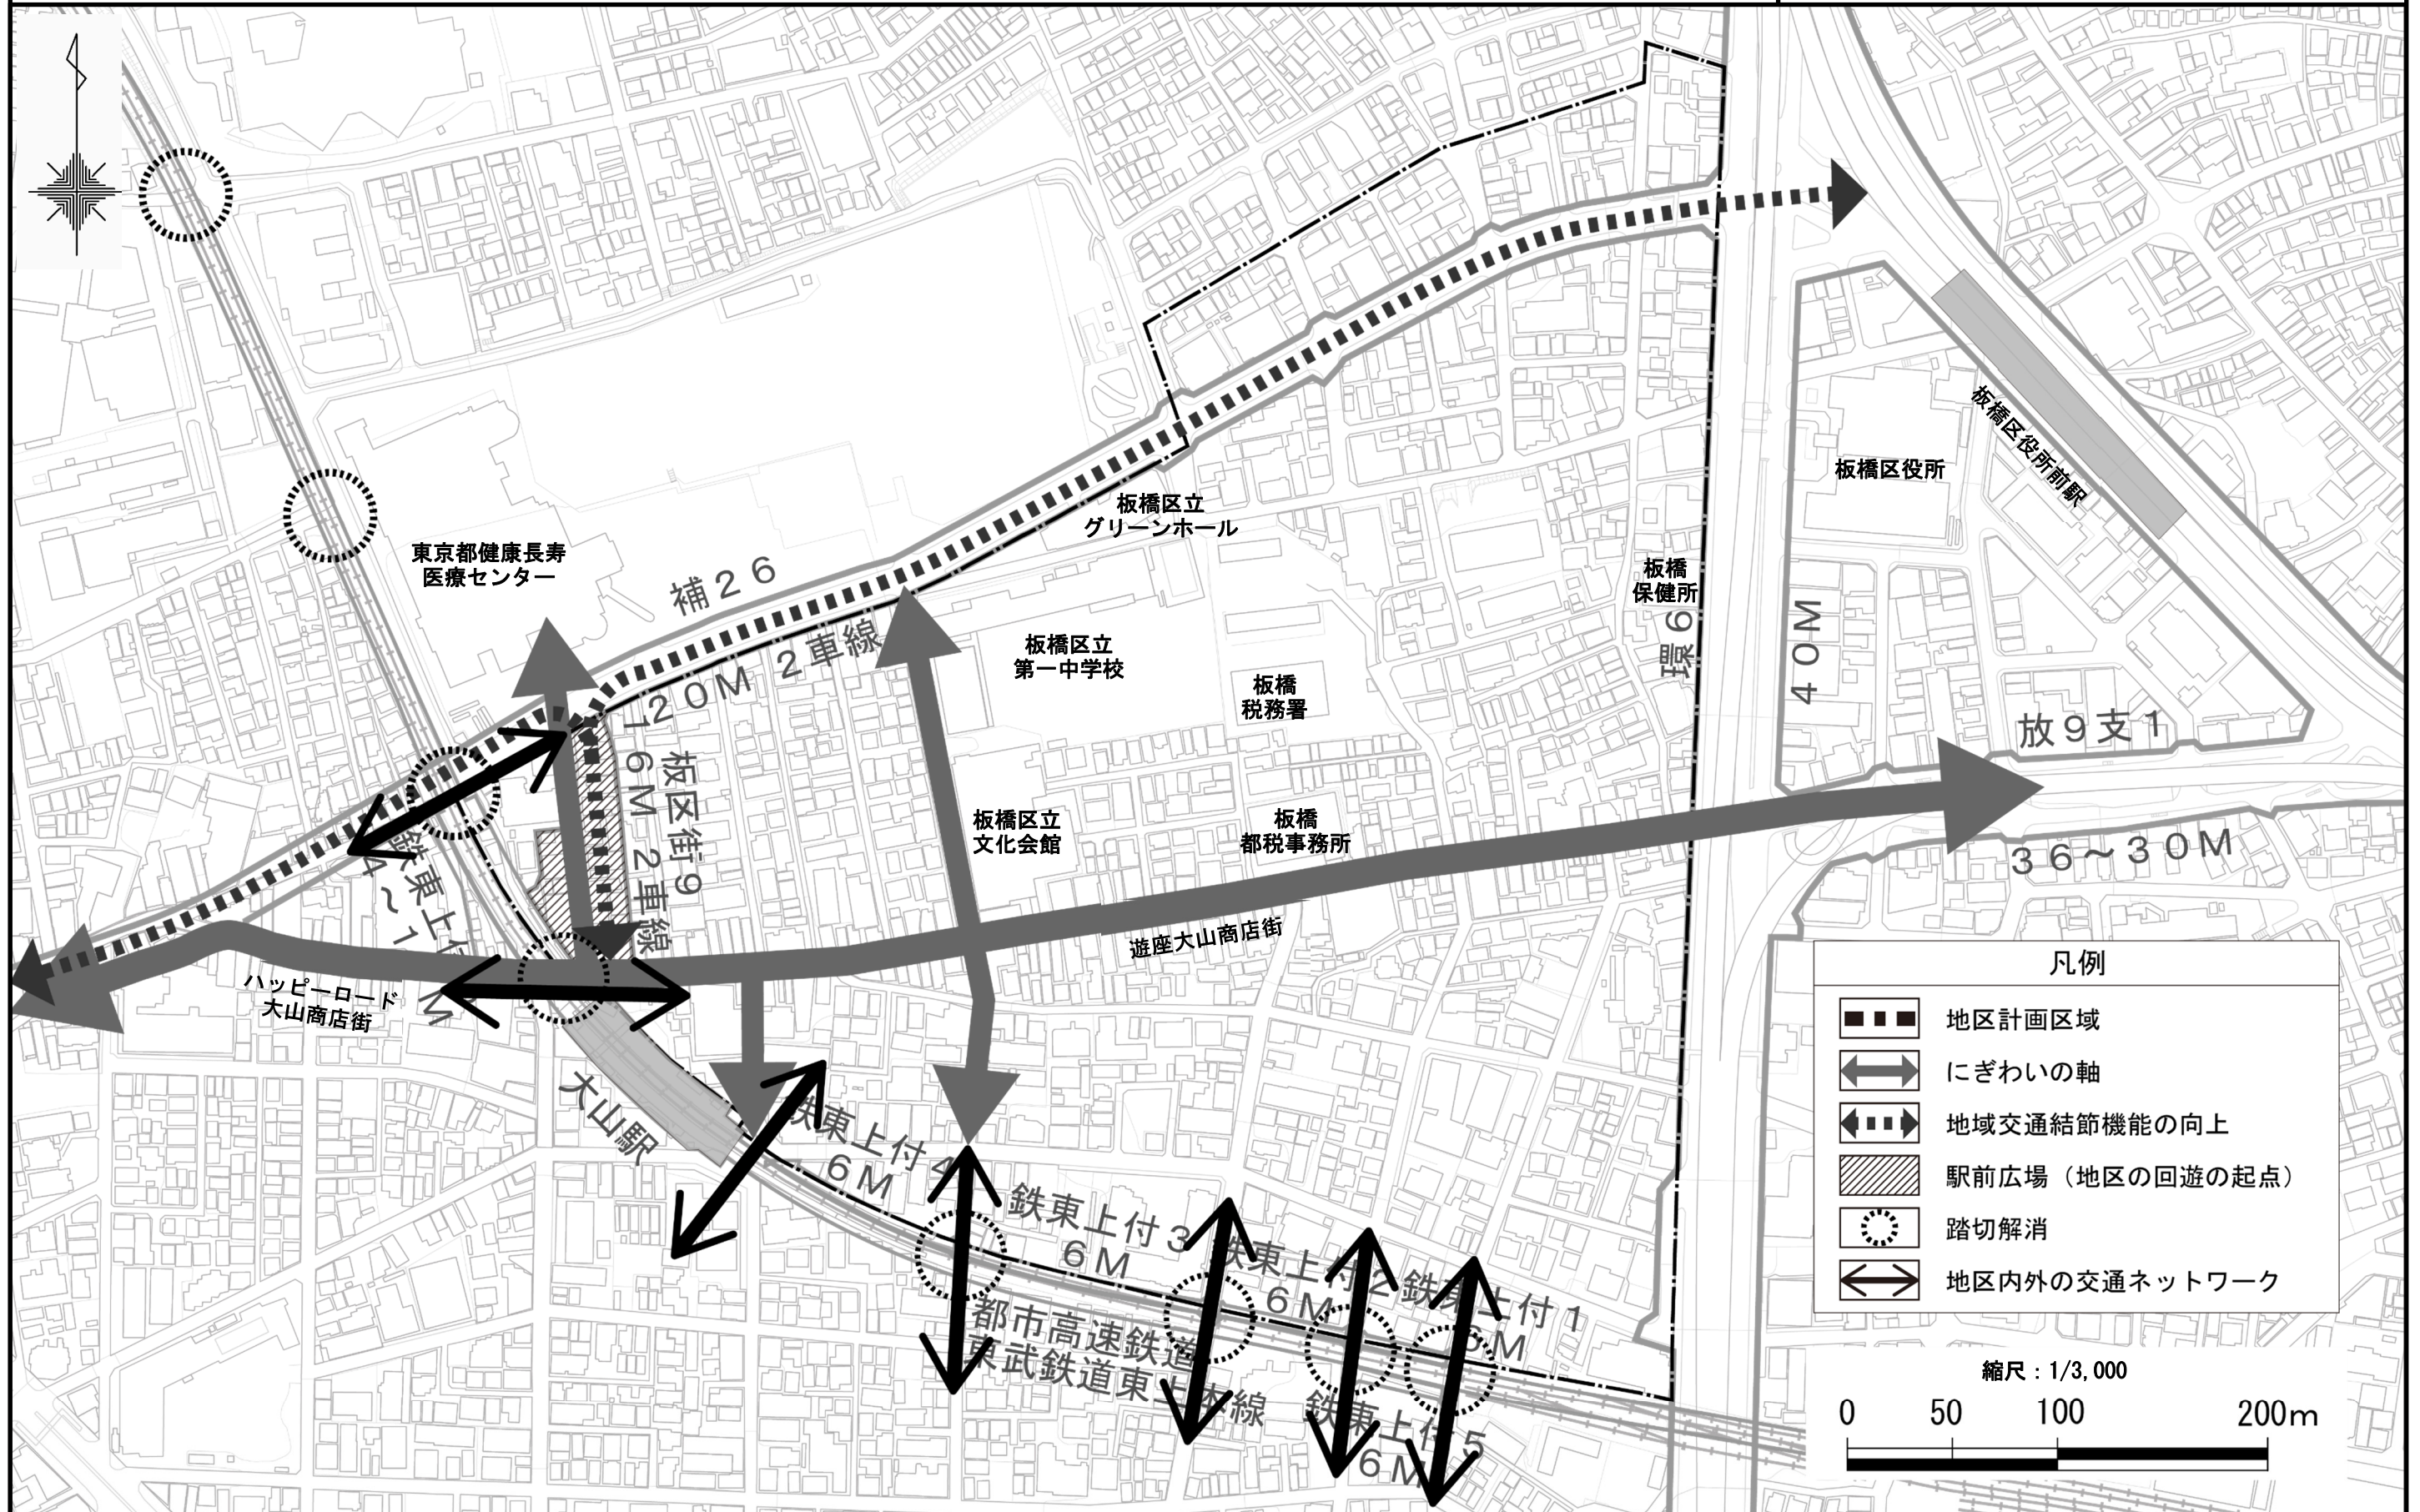 東京都健康長寿
医療センター
補２６
２０Ｍ ２車線
板橋区立
グリーンホール
板橋区立
第一中学校
板橋
税務署
板橋
保健所
環６
４０Ｍ
板橋区役所
板橋区役所前駅
放９支１
３６～３０Ｍ
板区街９
１６Ｍ ２車線
板橋区立
文化会館
板橋
都税事務所
遊座大山商店街
ハッピーロード
大山商店街
鉄東上付
大山駅
鉄東上付４
６Ｍ
鉄東上付３
６Ｍ
鉄東上付２
６Ｍ
鉄東上付１
６Ｍ
都市高速鉄道
東武鉄道東上本線
鉄東上付５
６Ｍ
凡例
地区計画区域
にぎわいの軸
地域交通結節機能の向上
駅前広場（地区の回遊の起点）
踏切解消
地区内外の交通ネットワーク
縮尺：1/3,000
0 50 100 200m